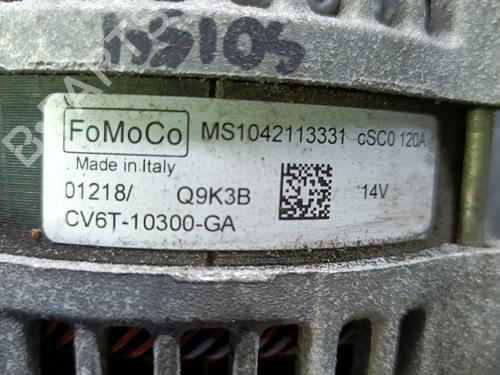 FoMoCo MS1042113331 cSC0 120A
Made in Italy
01218/ Q9K3B 14V
CV6T-10300-GA